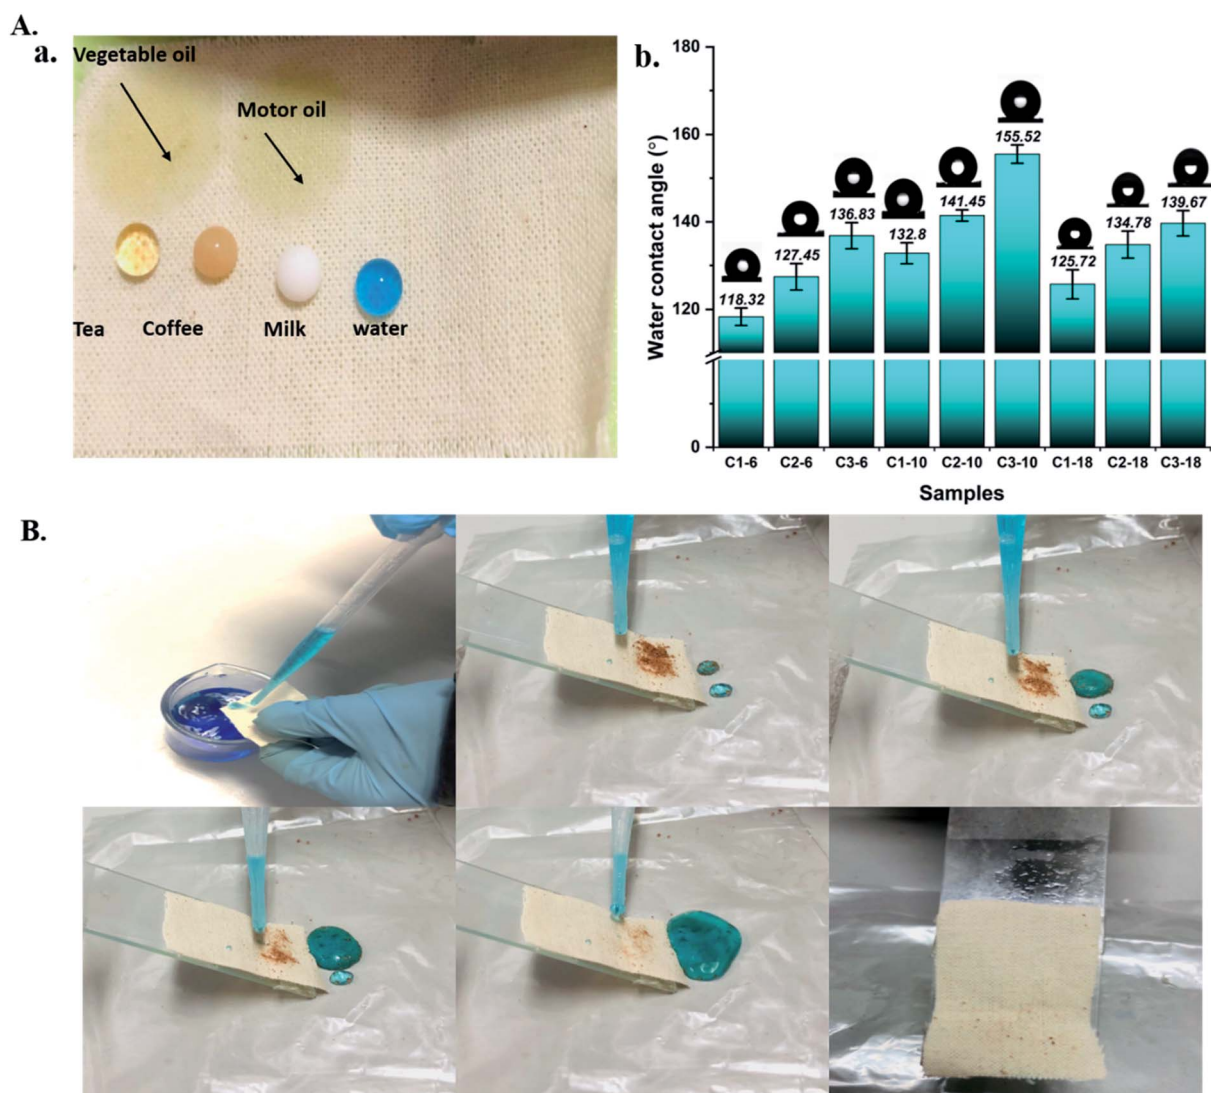 A.
a.
Vegetable oil
Motor oil
Tea
Coffee
Milk
water
b.
Water contact angle (°)
180
160
140
120
0
118.32
127.45
136.83
132.8
141.45
155.52
125.72
134.78
139.67
C1-6
C2-6
C3-6
C1-10
C2-10
C3-10
C1-18
C2-18
C3-18
Samples
B.